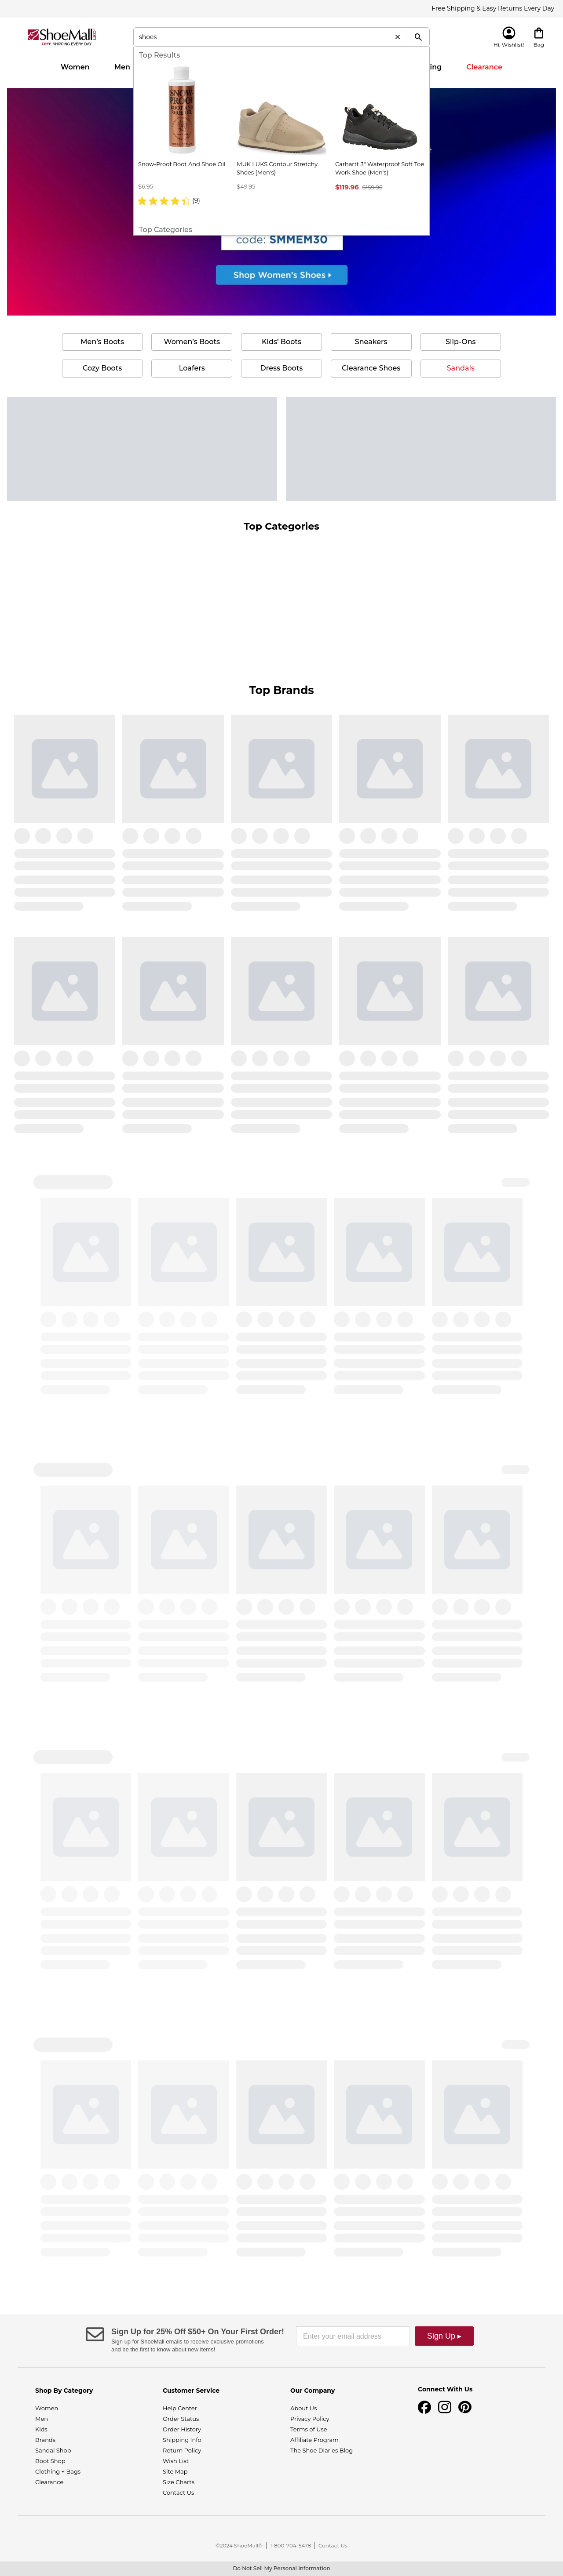 Free Shipping & Easy Returns Every Day
ShoeMall
FREE SHIPPING EVERY DAY
shoes
Hi, Wishlist!
Bag
Women
Men
ing
Clearance
Top Results
Snow-Proof Boot And Shoe Oil
$6.95
(9)
MUK LUKS Contour Stretchy
Shoes (Men's)
$49.95
Carhartt 3" Waterproof Soft Toe
Work Shoe (Men's)
$119.96 $159.95
Top Categories
SNOW-
PROOF
code: SMMEM30
Shop Women's Shoes
Men's Boots
Women's Boots
Kids' Boots
Sneakers
Slip-Ons
Cozy Boots
Loafers
Dress Boots
Clearance Shoes
Sandals
Top Categories
Top Brands
Sign Up for 25% Off $50+ On Your First Order!
Sign up for ShoeMall emails to receive exclusive promotions
and be the first to know about new items!
Enter your email address
Sign Up ▸
Shop By Category
Women
Men
Kids
Brands
Sandal Shop
Boot Shop
Clothing + Bags
Clearance
Customer Service
Help Center
Order Status
Order History
Shipping Info
Return Policy
Wish List
Site Map
Size Charts
Contact Us
Our Company
About Us
Privacy Policy
Terms of Use
Affiliate Program
The Shoe Diaries Blog
Connect With Us
©2024 ShoeMall® | 1-800-704-5478 | Contact Us
Do Not Sell My Personal Information